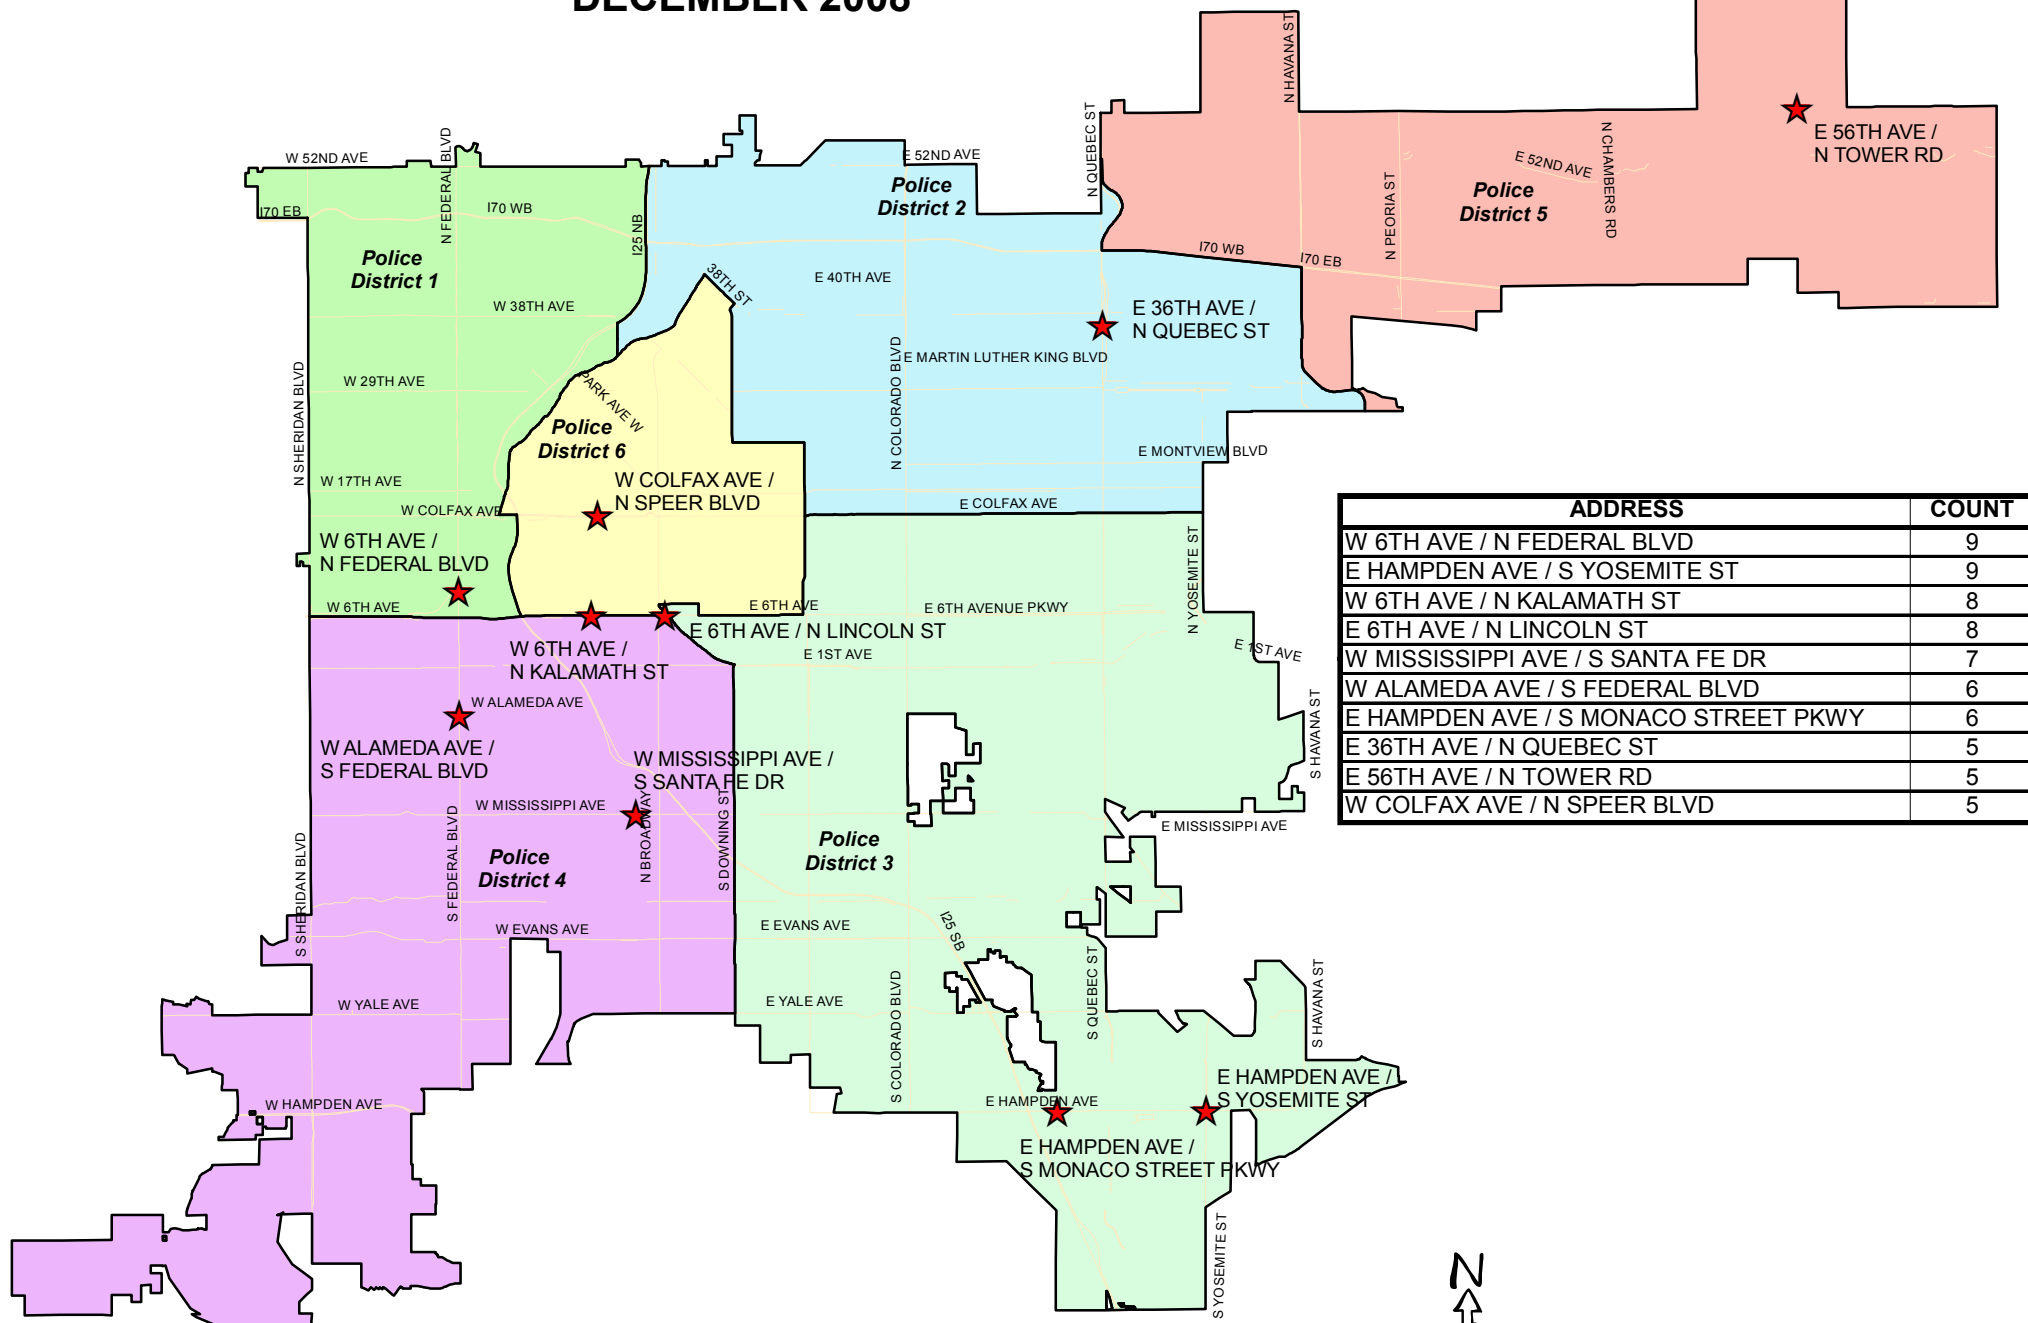 DECEMBER 2008
W 52ND AVE
N FEDERAL BLVD
E 52ND AVE
N QUEBEC ST
N HAVANA ST
E 56TH AVE /
N TOWER RD
N CHAMBERS RD
E 52ND AVE
N PEORIA ST
Police
District 5
Police
District 2
I70 EB
I70 WB
I25 NB
I70 WB
I70 EB
Police
District 1
38TH ST
E 40TH AVE
W 38TH AVE
E 36TH AVE /
N QUEBEC ST
E MARTIN LUTHER KING BLVD
N COLORADO BLVD
N SHERIDAN BLVD
W 29TH AVE
PARK AVE W
Police
District 6
E MONTVIEW BLVD
W 17TH AVE
W COLFAX AVE /
N SPEER BLVD
W COLFAX AVE
E COLFAX AVE
W 6TH AVE /
N FEDERAL BLVD
N YOSEMITE ST
W 6TH AVE
E 6TH AVE
E 6TH AVENUE PKWY
E 6TH AVE / N LINCOLN ST
W 6TH AVE /
N KALAMATH ST
E 1ST AVE
E 1ST AVE
W ALAMEDA AVE
W ALAMEDA AVE /
S FEDERAL BLVD
W MISSISSIPPI AVE /
S SANTA FE DR
S HAVANA ST
W MISSISSIPPI AVE
N BROADWAY
S DOWNING ST
E MISSISSIPPI AVE
S FEDERAL BLVD
S SHERIDAN BLVD
Police
District 4
Police
District 3
W EVANS AVE
E EVANS AVE
I25 SB
W YALE AVE
E YALE AVE
S COLORADO BLVD
S QUEBEC ST
S HAVANA ST
W HAMPDEN AVE
E HAMPDEN AVE
E HAMPDEN AVE /
S YOSEMITE ST
E HAMPDEN AVE /
S MONACO STREET PKWY
S YOSEMITE ST
ADDRESS COUNT
W 6TH AVE / N FEDERAL BLVD 9
E HAMPDEN AVE / S YOSEMITE ST 9
W 6TH AVE / N KALAMATH ST 8
E 6TH AVE / N LINCOLN ST 8
W MISSISSIPPI AVE / S SANTA FE DR 7
W ALAMEDA AVE / S FEDERAL BLVD 6
E HAMPDEN AVE / S MONACO STREET PKWY 6
E 36TH AVE / N QUEBEC ST 5
E 56TH AVE / N TOWER RD 5
W COLFAX AVE / N SPEER BLVD 5
N